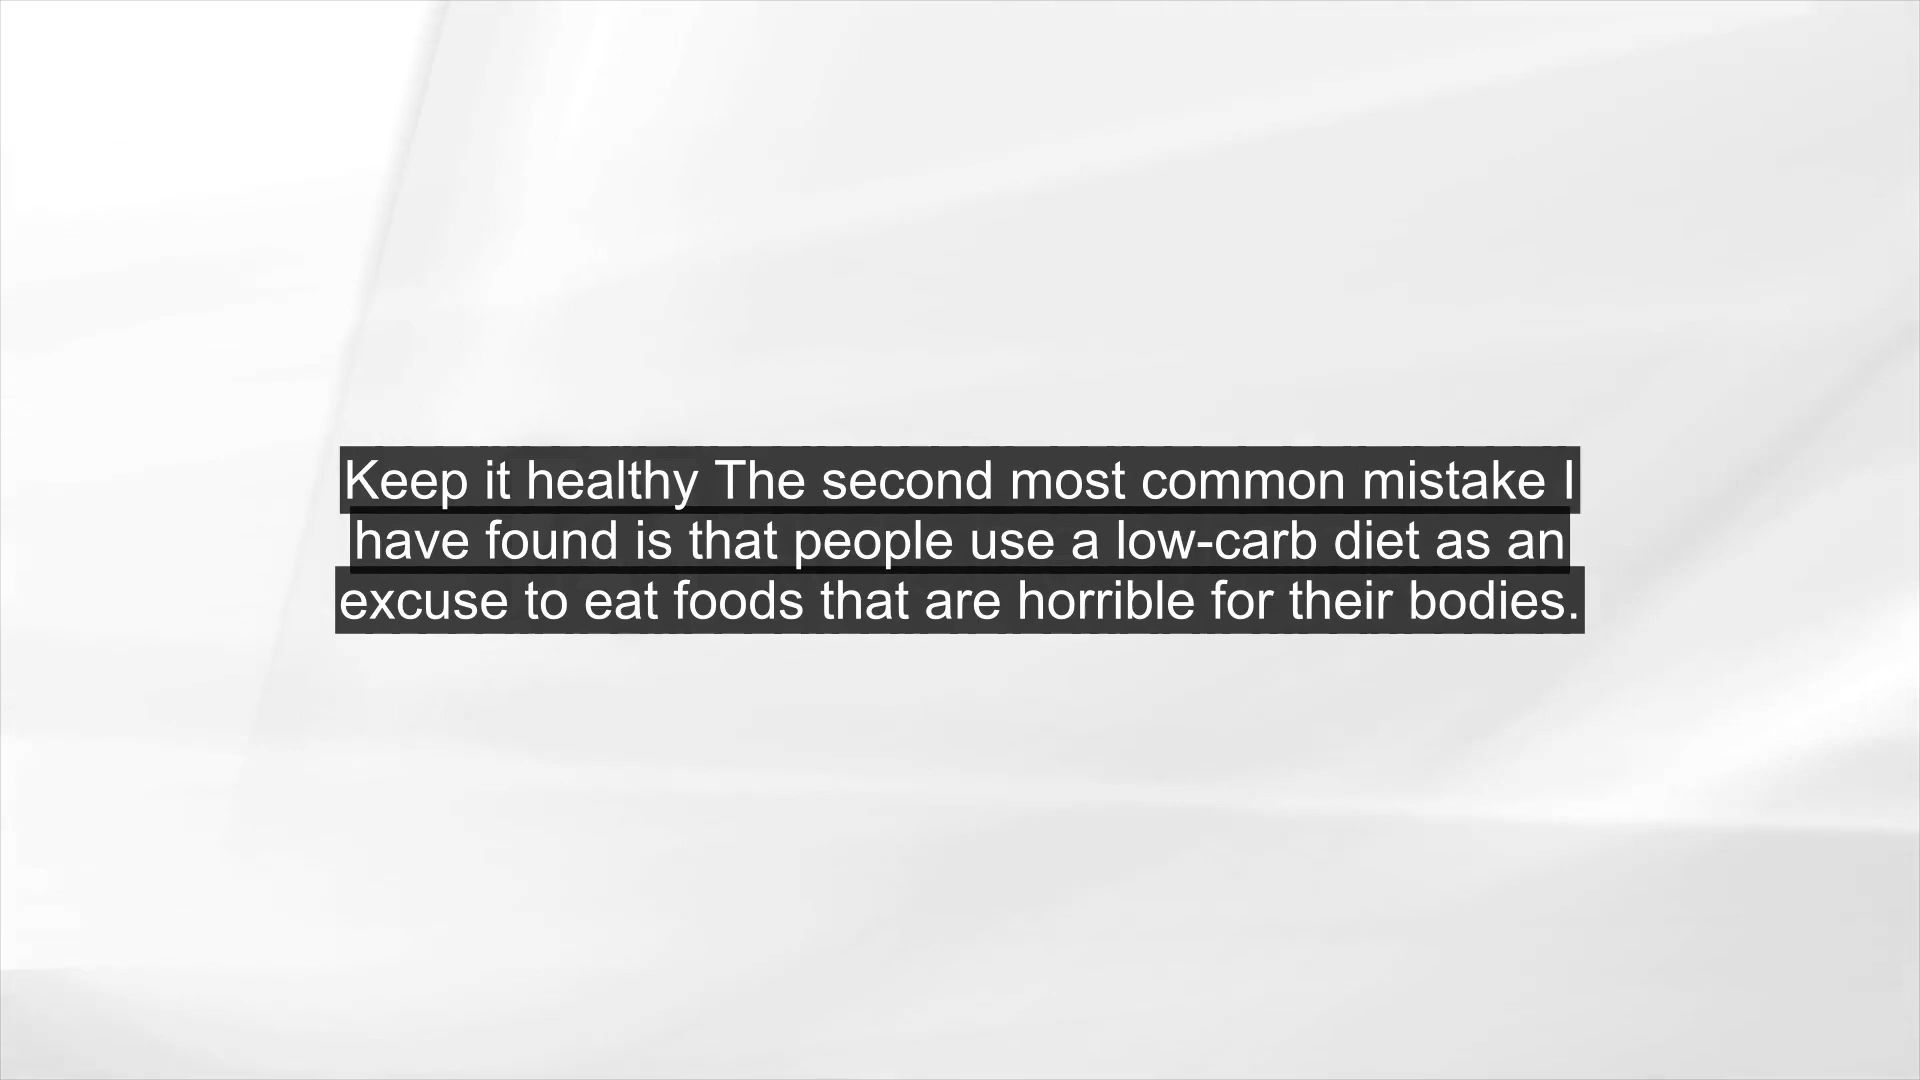 Keep it healthy The second most common mistake I
have found is that people use a low-carb diet as an
excuse to eat foods that are horrible for their bodies.